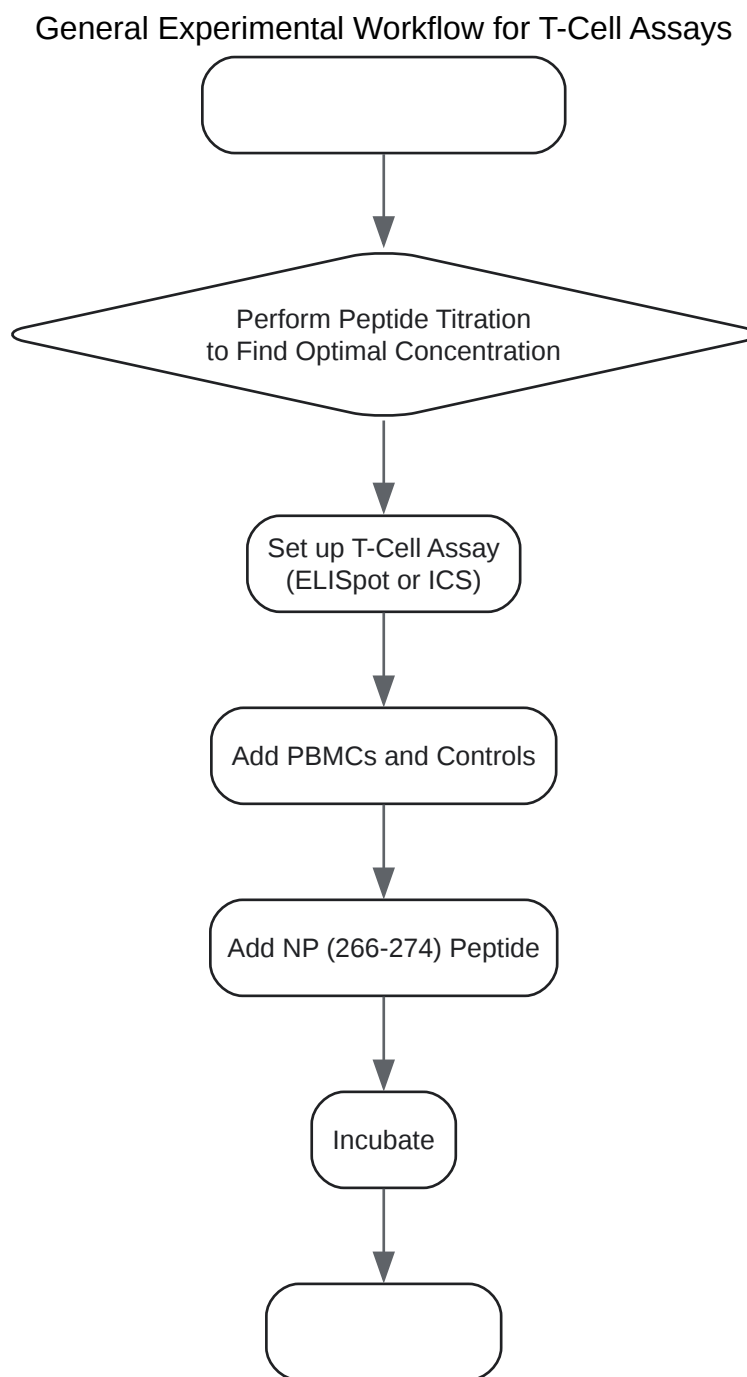 General Experimental Workflow for T-Cell Assays
Perform Peptide Titration
to Find Optimal Concentration
Set up T-Cell Assay
(ELISpot or ICS)
Add PBMCs and Controls
Add NP (266-274) Peptide
Incubate